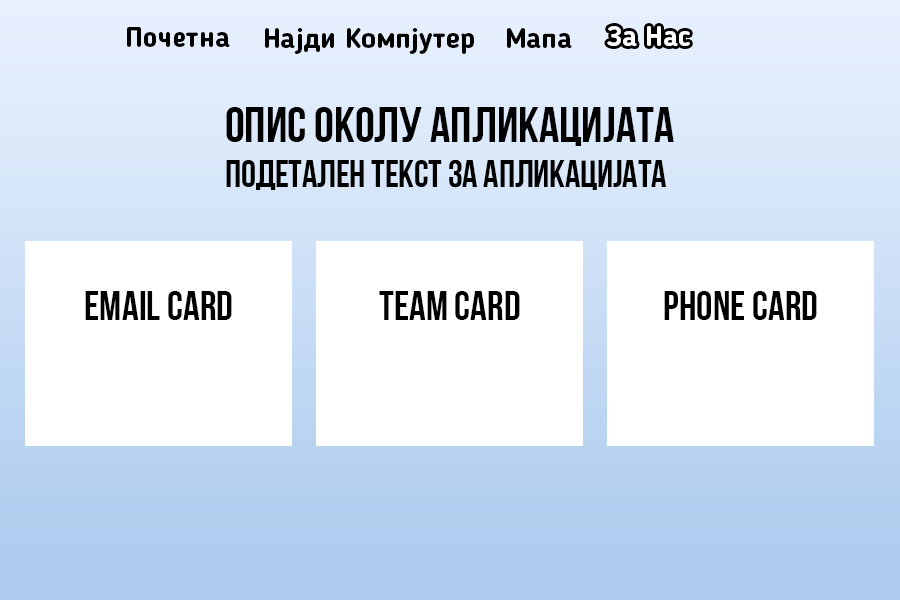 Почетна Најди Компјутер Мапа За Нас
ОПИС ОКОЛУ АПЛИКАЦИЈАТА
ПОДЕТАЛЕН ТЕКСТ ЗА АПЛИКАЦИЈАТА
EMAIL CARD TEAM CARD PHONE CARD